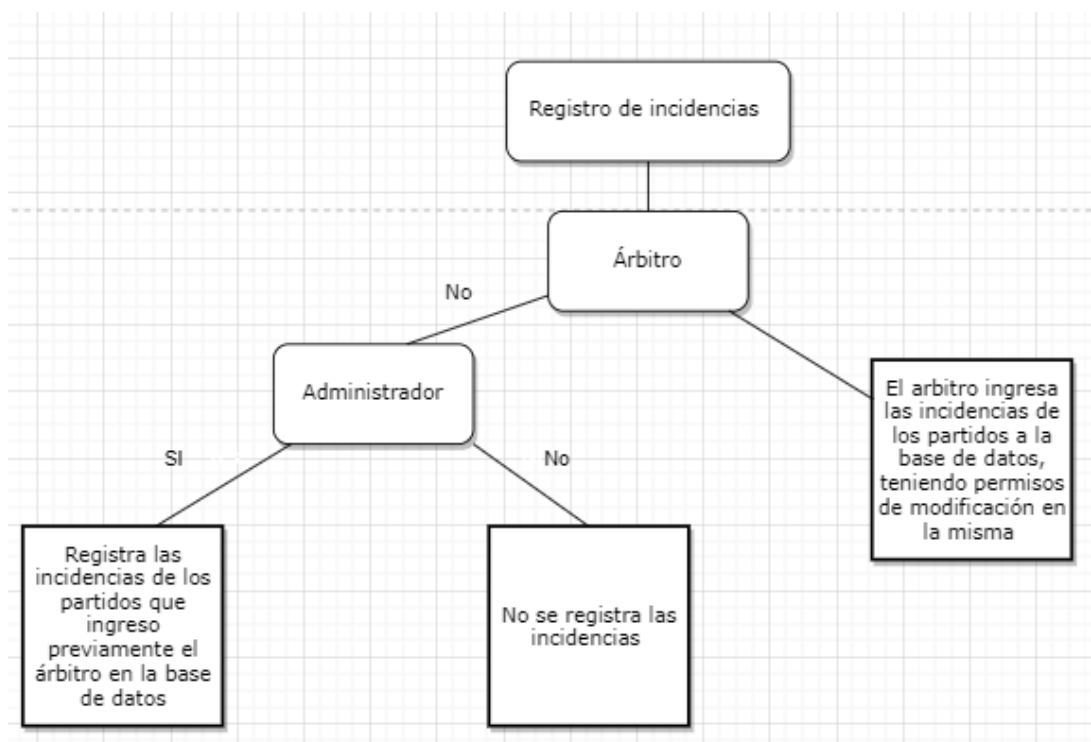 Registro de incidencias
Árbitro
No
Administrador
El arbitro ingresa
las incidencias de
los partidos a la
base de datos,
teniendo permisos
de modificación en
la misma
SI
No
Registra las
incidencias de los
partidos que
ingreso
previamente el
árbitro en la base
de datos
No se registra las
incidencias